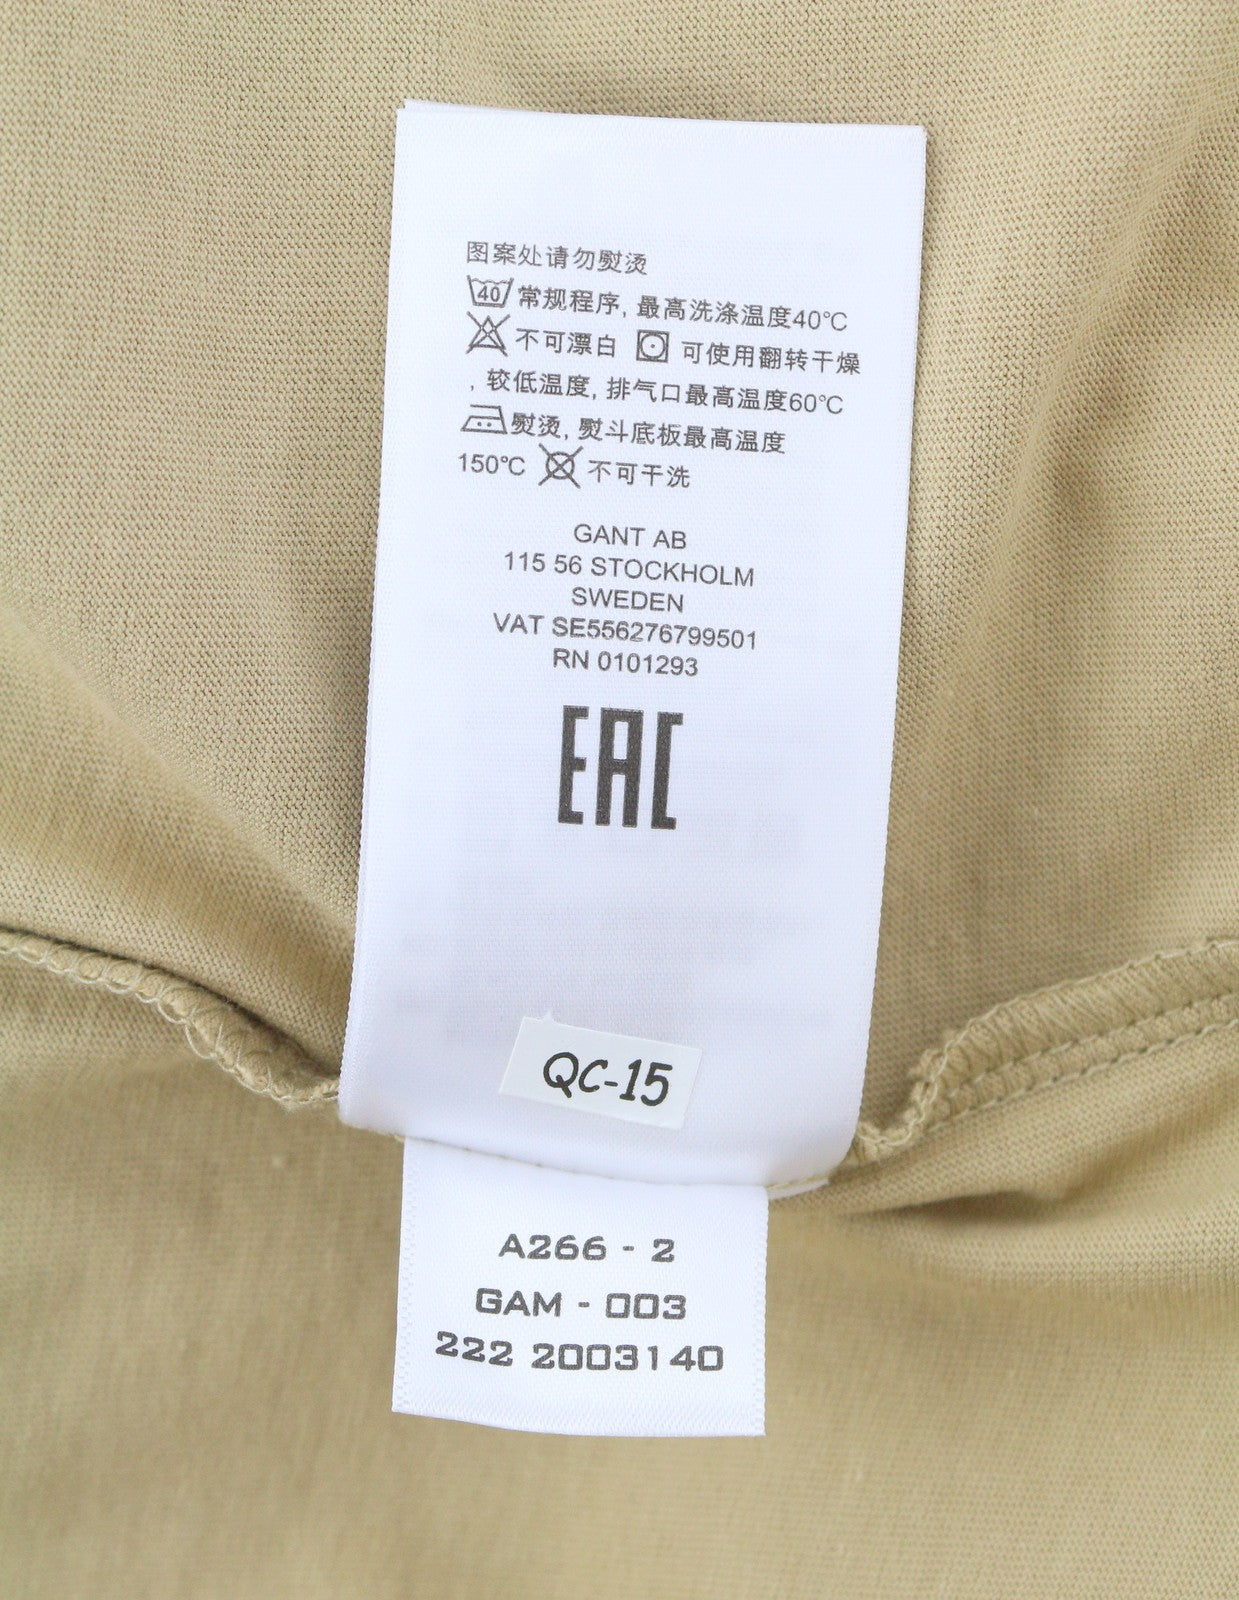 图案处请勿熨烫
40 常规程序, 最高洗涤温度40℃
不可漂白 可使用翻转干燥
, 较低温度, 排气口最高温度60℃
熨烫, 熨斗底板最高温度
150℃ 不可干洗
GANT AB
115 56 STOCKHOLM
SWEDEN
VAT SE556276799501
RN 0101293
EAC
QC-15
A266 - 2
GAM - 003
222 2003140